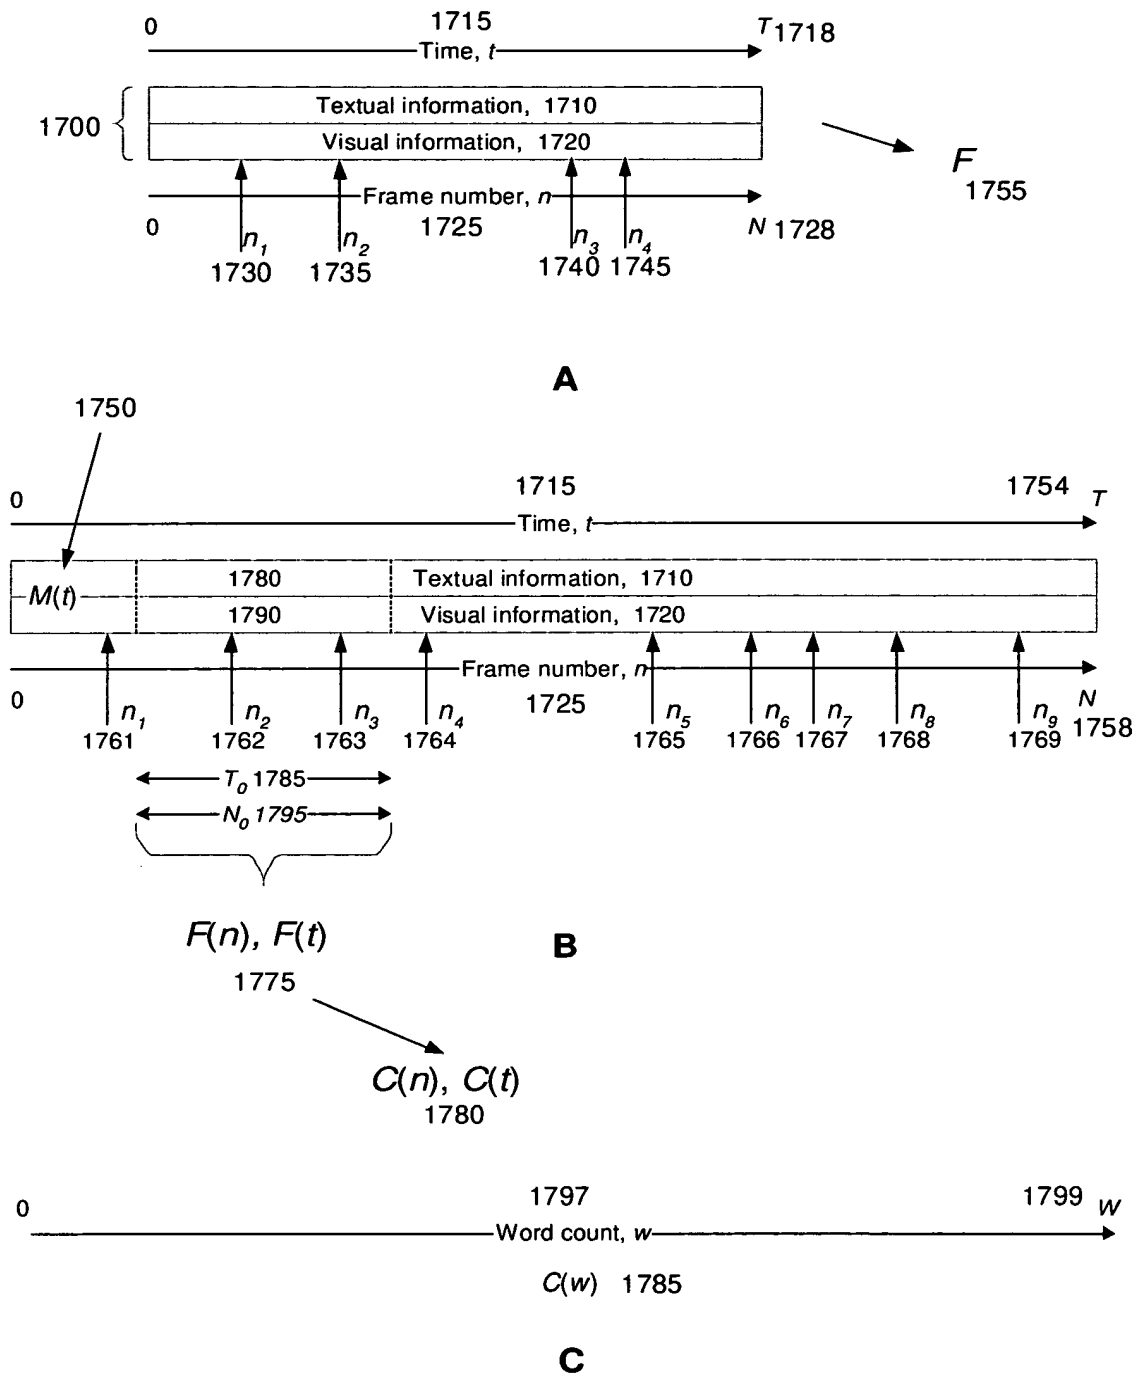 0 1715 T 1718
Time, t
1700 Textual information, 1710
Visual information, 1720
F
1755
Frame number, n
0 1725 N 1728
n1 n2 n3 n4
1730 1735 1740 1745
A
1750
0 1715 1754 T
Time, t
M(t)
1780 Textual information, 1710
1790 Visual information, 1720
Frame number, n
0 1725 N
n1 n2 n3 n4 n5 n6 n7 n8 n9 1758
1761 1762 1763 1764 1765 1766 1767 1768 1769
To 1785
No 1795
F(n), F(t) B
1775
C(n), C(t)
1780
0 1797 1799 W
Word count, w
C(w) 1785
C